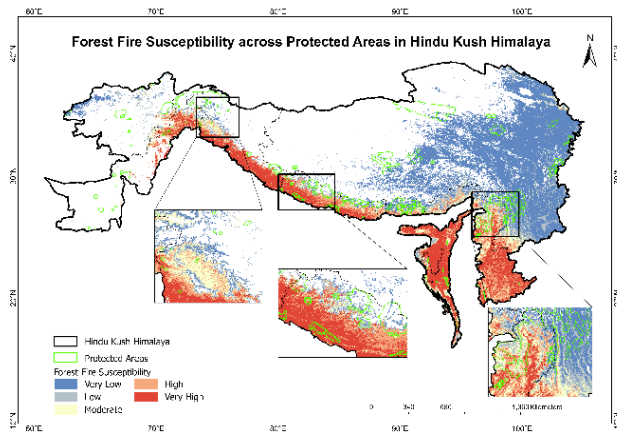 60°E 70°E 80°E 90°E 100°E
Forest Fire Susceptibility across Protected Areas in Hindu Kush Himalaya
N
Hindu Kush Himalaya
Protected Areas
Forest Fire Susceptibility
Very Low
High
Low
Very High
Moderate
0
60°E 70°E 80°E 90°E 100°E